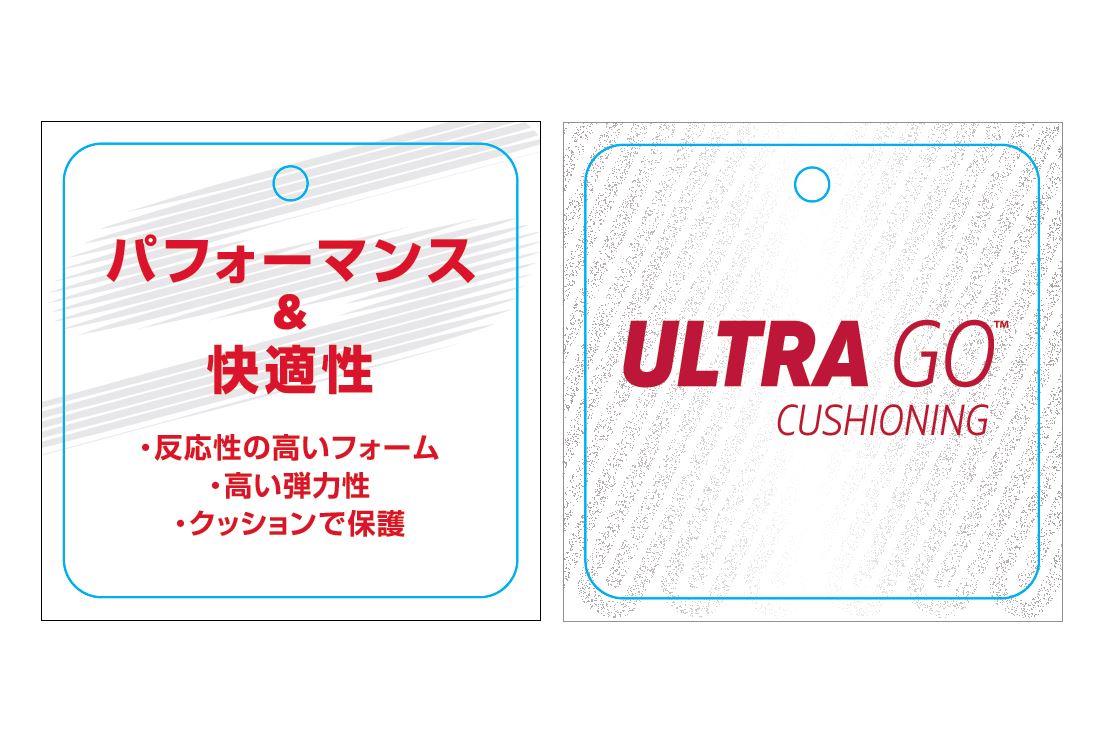 パフォーマンス
&
快適性
・反応性の高いフォーム
・高い弾力性
・クッションで保護
ULTRA GO™
CUSHIONING